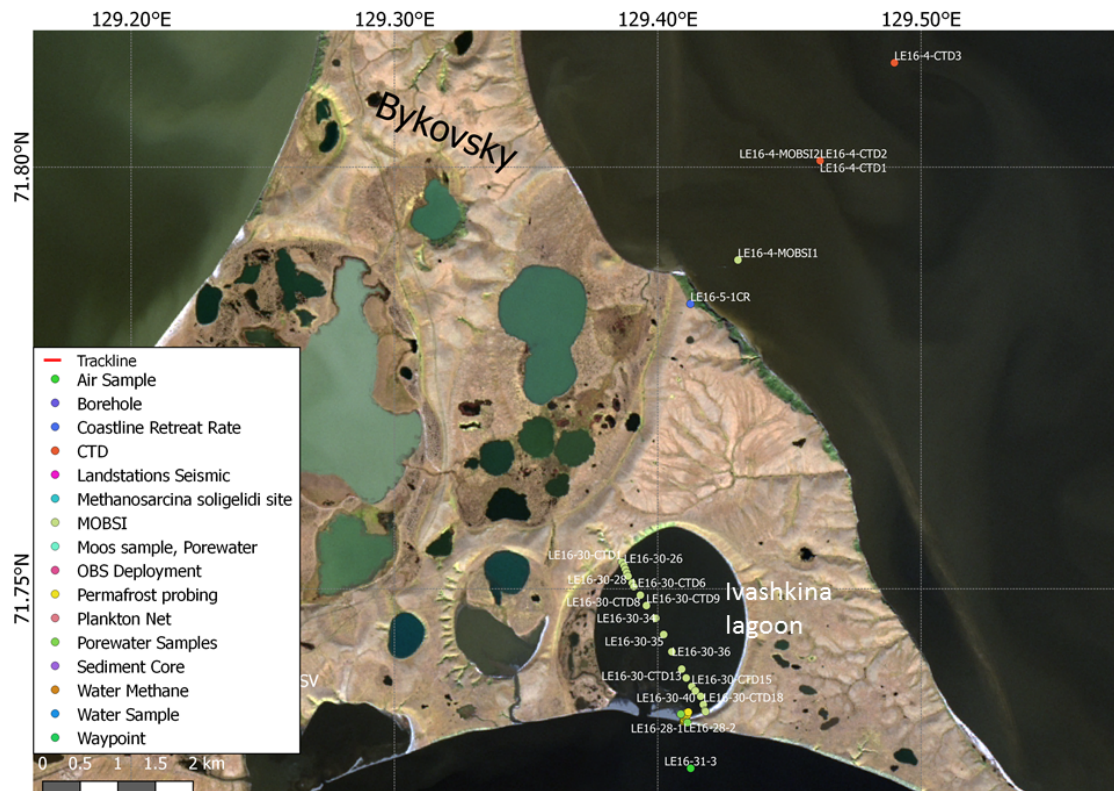 129.20°E
129.30°E
129.40°E
129.50°E
71.80°N
71.75°N
Bykovsky
LE16-4-CTD3
LE16-4-MOBSI2
LE16-4-CTD2
LE16-4-CTD1
LE16-4-MOBSI1
LE16-5-1CR
Trackline
Air Sample
Borehole
Coastline Retreat Rate
CTD
Landstations Seismic
Methanosarcina soligelidi site
MOBSI
Moos sample, Porewater
OBS Deployment
Permafrost probing
Plankton Net
Porewater Samples
Sediment Core
Water Methane
Water Sample
Waypoint
0 0.5 1 1.5 2 km
SV
LE16-30-CTD1
LE16-30-26
LE16-30-28
LE16-30-CTD6
LE16-30-CTD8
LE16-30-CTD9
LE16-30-34
LE16-30-35
LE16-30-36
Ivashkina
lagoon
LE16-30-CTD13
LE16-30-CTD15
LE16-30-40
LE16-30-CTD18
LE16-28-1
LE16-28-2
LE16-31-3